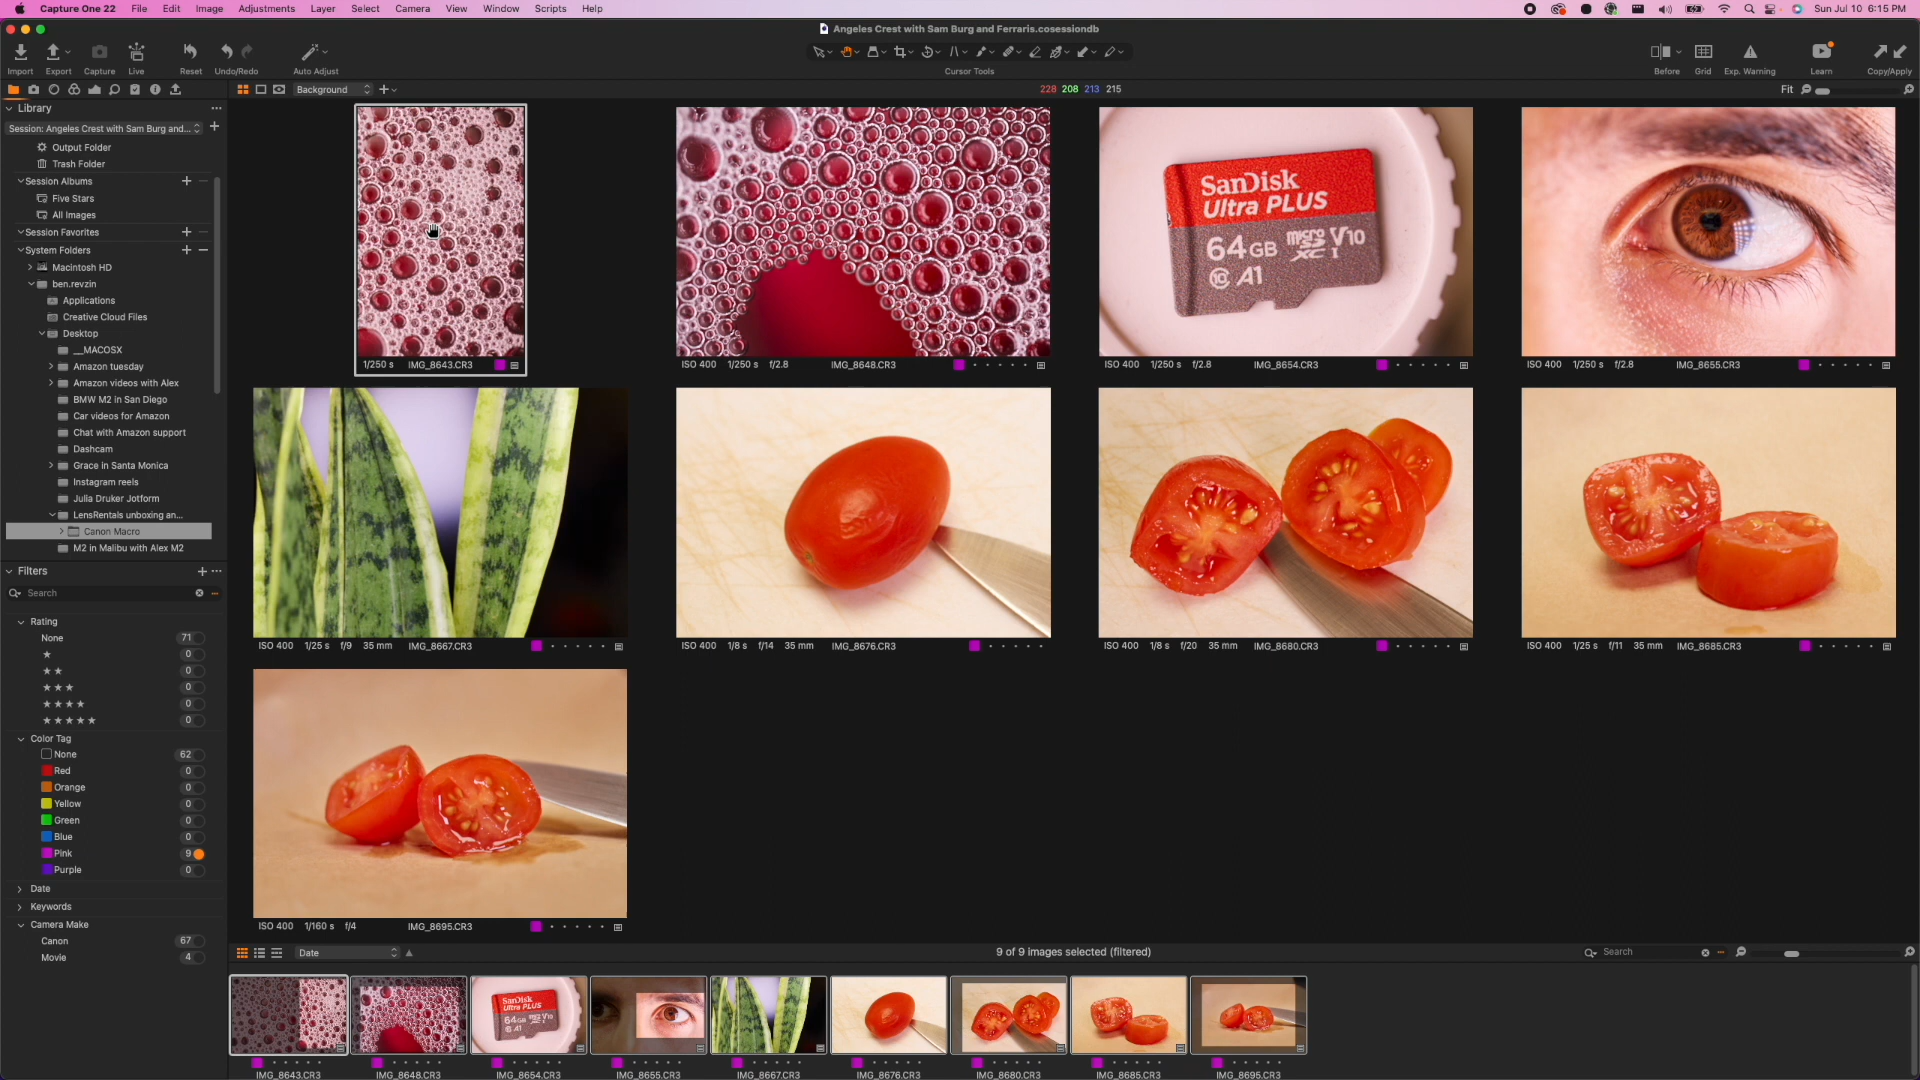 Capture One 22 File Edit Image Adjustments Layer Select Camera View Window Scripts Help Sun Jul 10 6:15 PM
Angeles Crest with Sam Burg and Ferraris.cosessiondb
Import Export Capture Live Reset Undo/Redo Auto Adjust Cursor Tools Before Grid Exp. Warning Learn Copy/Apply
Background 228 208 213 215 Fit
Library
Session: Angeles Crest with Sam Burg and...
Output Folder
Trash Folder
Session Albums
Five Stars
All Images
Session Favorites
System Folders
Macintosh HD
ben.revzin
Applications
Creative Cloud Files
Desktop
__MACOSX
Amazon tuesday
Amazon videos with Alex
BMW M2 in San Diego
Car videos for Amazon
Chat with Amazon support
Dashcam
Grace in Santa Monica
Instagram reels
Julia Druker Jotform
LensRentals unboxing an...
Canon Macro
M2 in Malibu with Alex M2
Filters
Search
Rating
None 71
★ 0
★★ 0
★★★ 0
★★★★ 0
★★★★★ 0
Color Tag
None 62
Red 0
Orange 0
Yellow 0
Green 0
Blue 0
Pink 9
Purple 0
Date
Keywords
Camera Make
Canon 67
Movie 4
SanDisk
Ultra PLUS
64GB micro SD XC I V10
C10 A1
1/250 s IMG_8643.CR3
ISO 400 1/250 s f/2.8 IMG_8648.CR3
ISO 400 1/250 s f/2.8 IMG_8654.CR3
ISO 400 1/250 s f/2.8 IMG_8655.CR3
ISO 400 1/25 s f/9 35 mm IMG_8667.CR3
ISO 400 1/8 s f/14 35 mm IMG_8676.CR3
ISO 400 1/8 s f/20 35 mm IMG_8680.CR3
ISO 400 1/25 s f/11 35 mm IMG_8685.CR3
ISO 400 1/160 s f/4 IMG_8695.CR3
Date 9 of 9 images selected (filtered) Search
SanDisk
Ultra PLUS
64GB
A1
IMG_8643.CR3 IMG_8648.CR3 IMG_8654.CR3 IMG_8655.CR3 IMG_8667.CR3 IMG_8676.CR3 IMG_8680.CR3 IMG_8685.CR3 IMG_8695.CR3